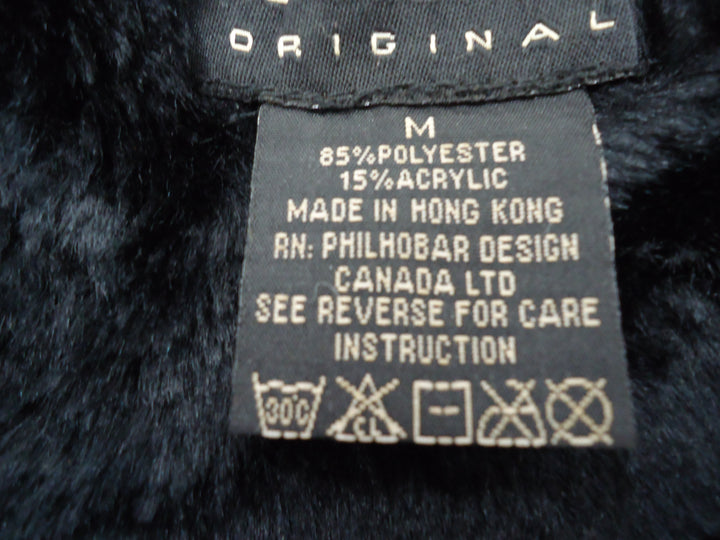 ORIGINAL
M
85%POLYESTER
15%ACRYLIC
MADE IN HONG KONG
RN: PHILHOBAR DESIGN
CANADA LTD
SEE REVERSE FOR CARE
INSTRUCTION
30°C CL